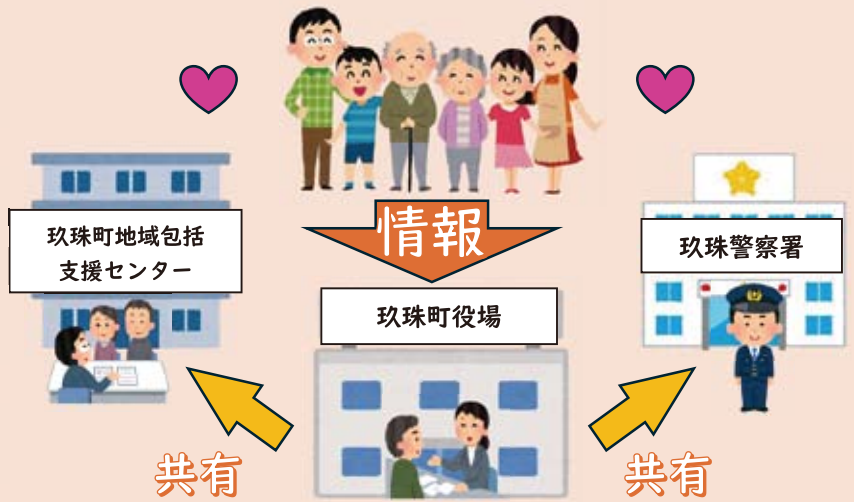 情報
玖珠町地域包括
支援センター
玖珠警察署
玖珠町役場
共有
共有